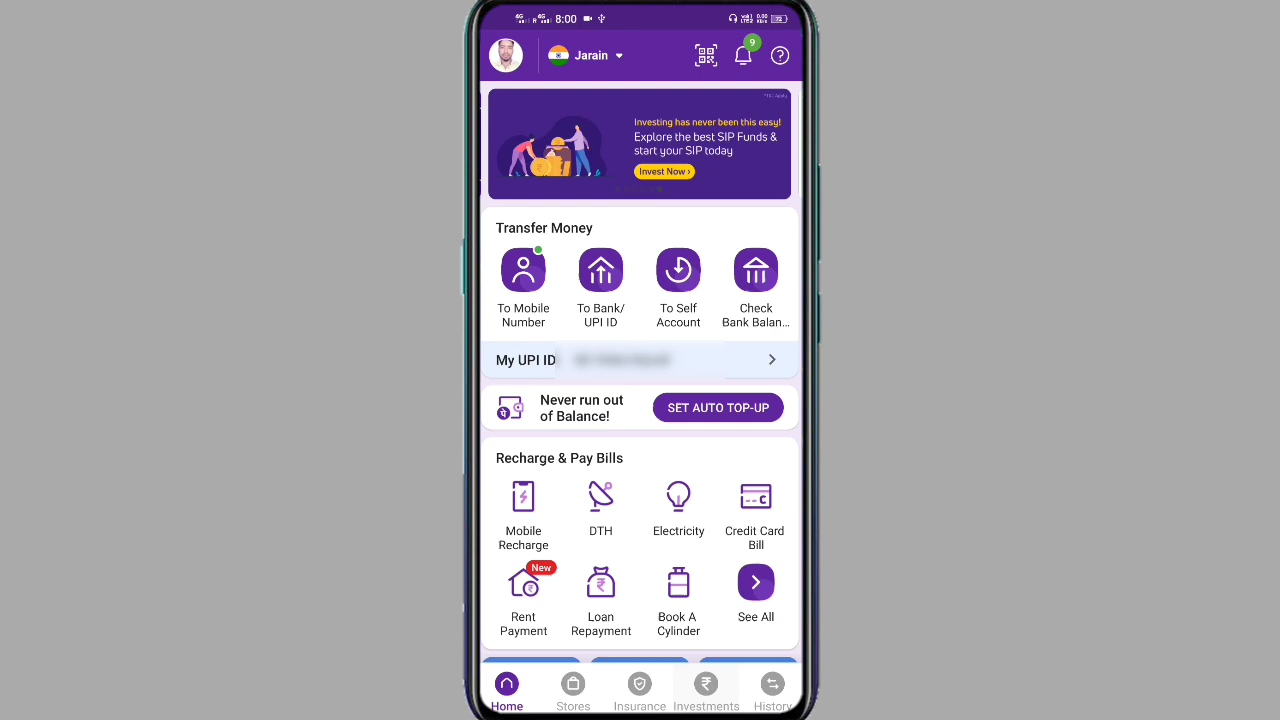 4G R 4G 8:00
Jarain
9
Investing has never been this easy!
Explore the best SIP Funds &
start your SIP today
Invest Now ›
Transfer Money
To Mobile
Number
To Bank/
UPI ID
To Self
Account
Check
Bank Balan...
My UPI ID
Never run out
of Balance!
SET AUTO TOP-UP
Recharge & Pay Bills
Mobile
Recharge
DTH
Electricity
Credit Card
Bill
New
Rent
Payment
Loan
Repayment
Book A
Cylinder
See All
Home
Stores
Insurance
Investments
History